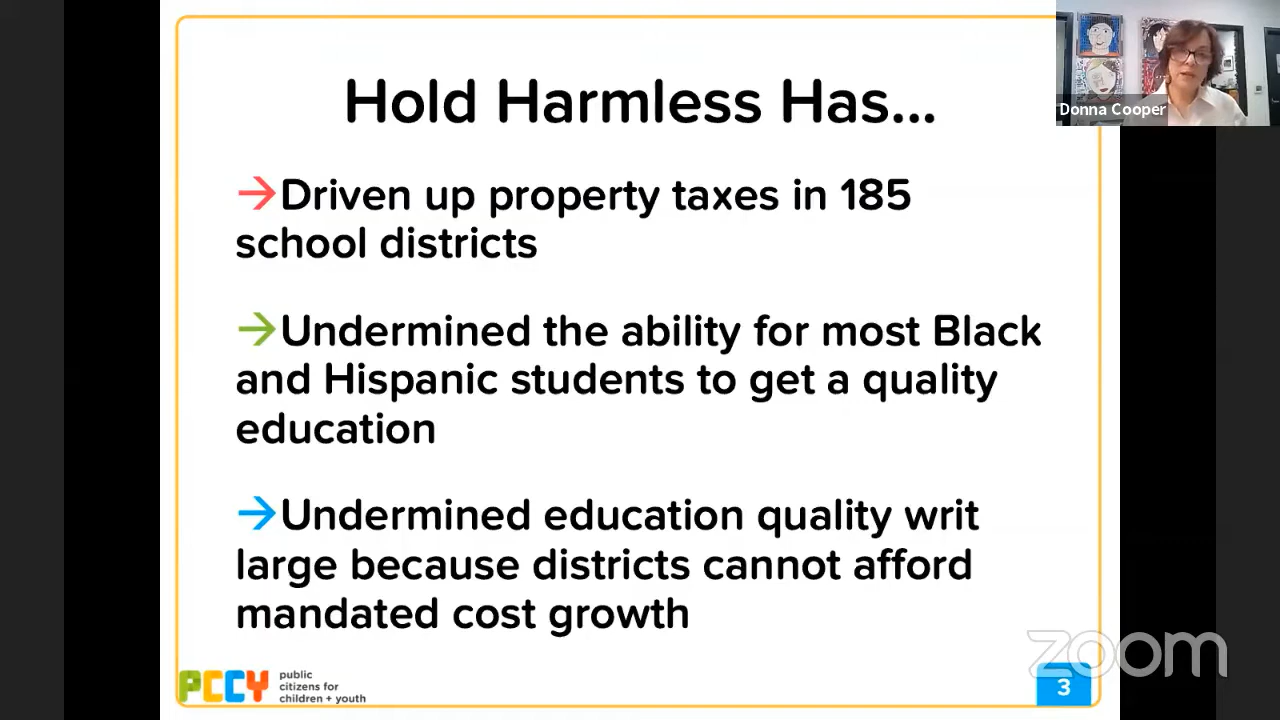 Hold Harmless Has...
Donna Cooper
→Driven up property taxes in 185
school districts
→Undermined the ability for most Black
and Hispanic students to get a quality
education
→Undermined education quality writ
large because districts cannot afford
mandated cost growth
PCCY
public
citizens for
children + youth
zoom
3